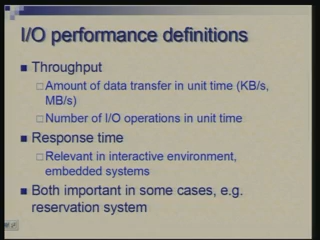 I/O performance definitions
Throughput
Amount of data transfer in unit time (KB/s,
MB/s)
Number of I/O operations in unit time
Response time
Relevant in interactive environment,
embedded systems
Both important in some cases, e.g.
reservation system